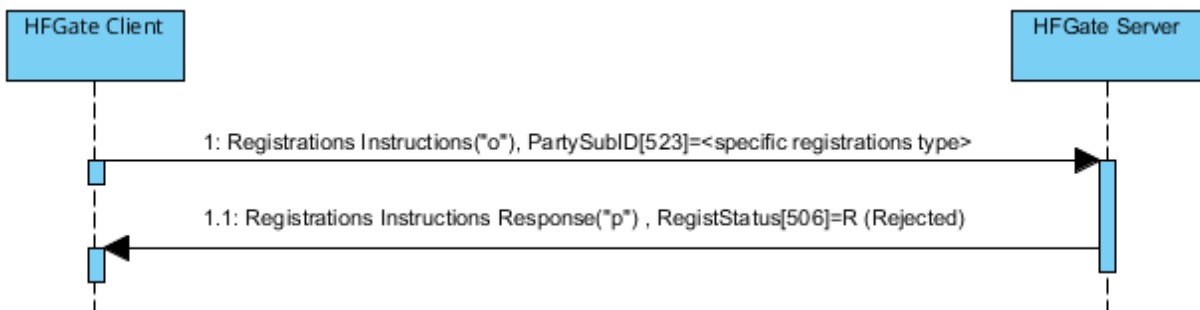 HFGate Client
HFGate Server
1: Registrations Instructions("o"), PartySubID[523]=<specific registrations type>
1.1: Registrations Instructions Response("p") , RegistStatus[506]=R (Rejected)